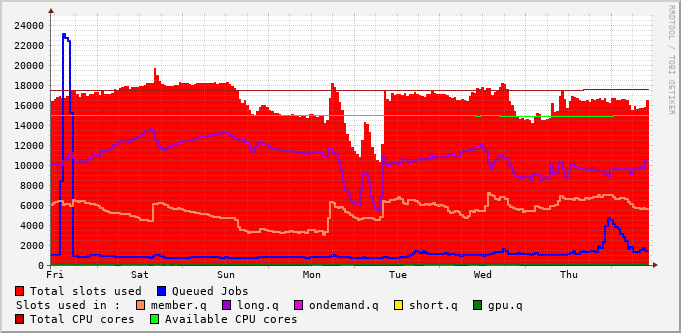 24000
22000
20000
18000
16000
14000
12000
10000
8000
6000
4000
2000
0
Fri Sat Sun Mon Tue Wed Thu
RRDTOOL / TOBI OETIKER
Total slots used Queued Jobs
Slots used in : member.q long.q ondemand.q short.q gpu.q
Total CPU cores Available CPU cores